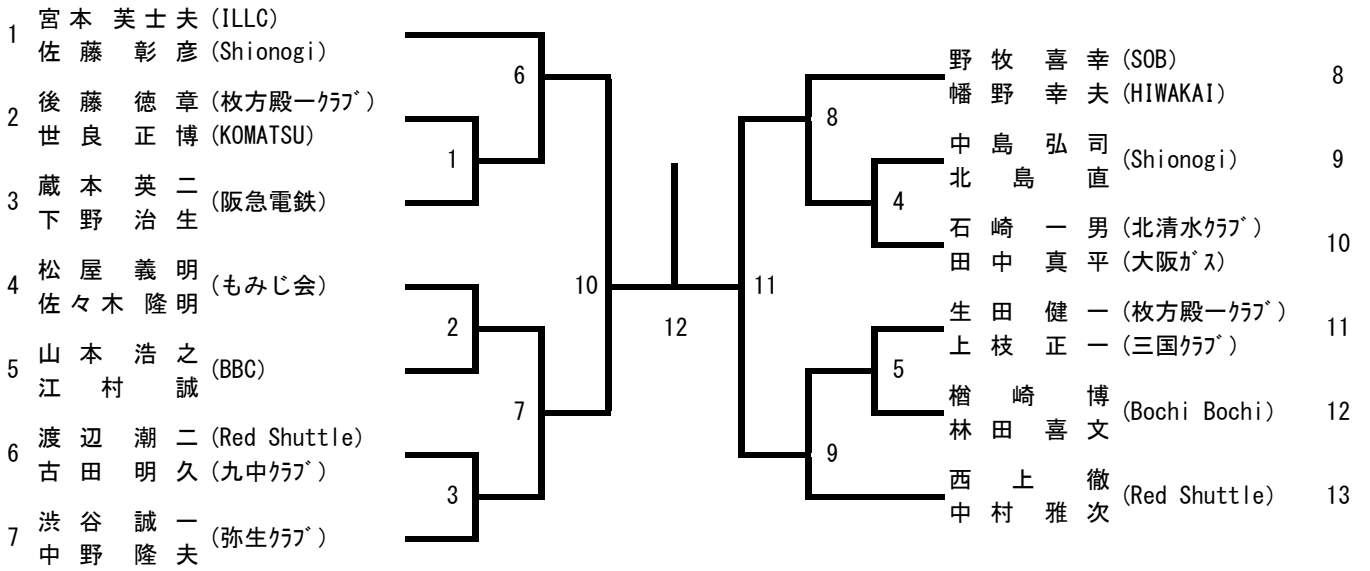 1 宮本 芙士夫 (ILLC)
佐藤 彰彦 (Shionogi)
2 後藤 徳章 (枚方殿一ｸﾗﾌﾞ)
世良 正博 (KOMATSU)
3 蔵本 英二 (阪急電鉄)
下野 治生
4 松屋 義明 (もみじ会)
佐々木 隆明
5 山本 浩之 (BBC)
江村 誠
6 渡辺 潮二 (Red Shuttle)
古田 明久 (九中ｸﾗﾌﾞ)
7 渋谷 誠一 (弥生ｸﾗﾌﾞ)
中野 隆夫
6
1
10
2
7
3
12
11
8
4
5
9
野牧 喜幸 (SOB) 8
幡野 幸夫 (HIWAKAI)
中島 弘司 (Shionogi) 9
北島 直
石崎 一男 (北清水ｸﾗﾌﾞ) 10
田中 真平 (大阪ｶﾞｽ)
生田 健一 (枚方殿一ｸﾗﾌﾞ) 11
上枝 正一 (三国ｸﾗﾌﾞ)
楢崎 博 (Bochi Bochi) 12
林田 喜文
西上 徹 (Red Shuttle) 13
中村 雅次